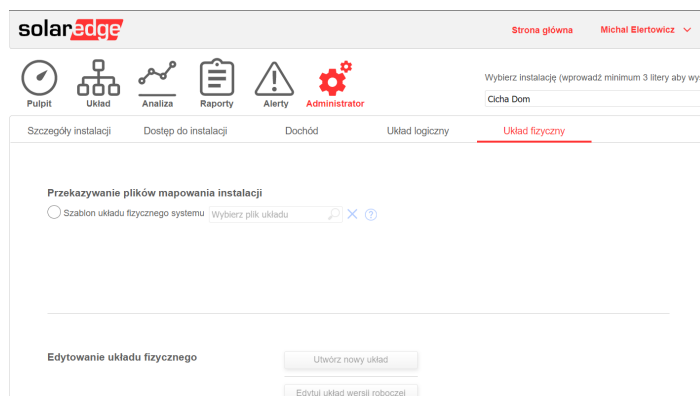 solaredge
Strona główna
Michal Elertowicz
Pulpit
Układ
Analiza
Raporty
Alerty
Administrator
Wybierz instalację (wprowadź minimum 3 litery aby wy
Cicha Dom
Szczegóły instalacji
Dostęp do instalacji
Dochód
Układ logiczny
Układ fizyczny
Przekazywanie plików mapowania instalacji
Szablon układu fizycznego systemu
Wybierz plik układu
Edytowanie układu fizycznego
Utwórz nowy układ
Edytuj układ wersji roboczej